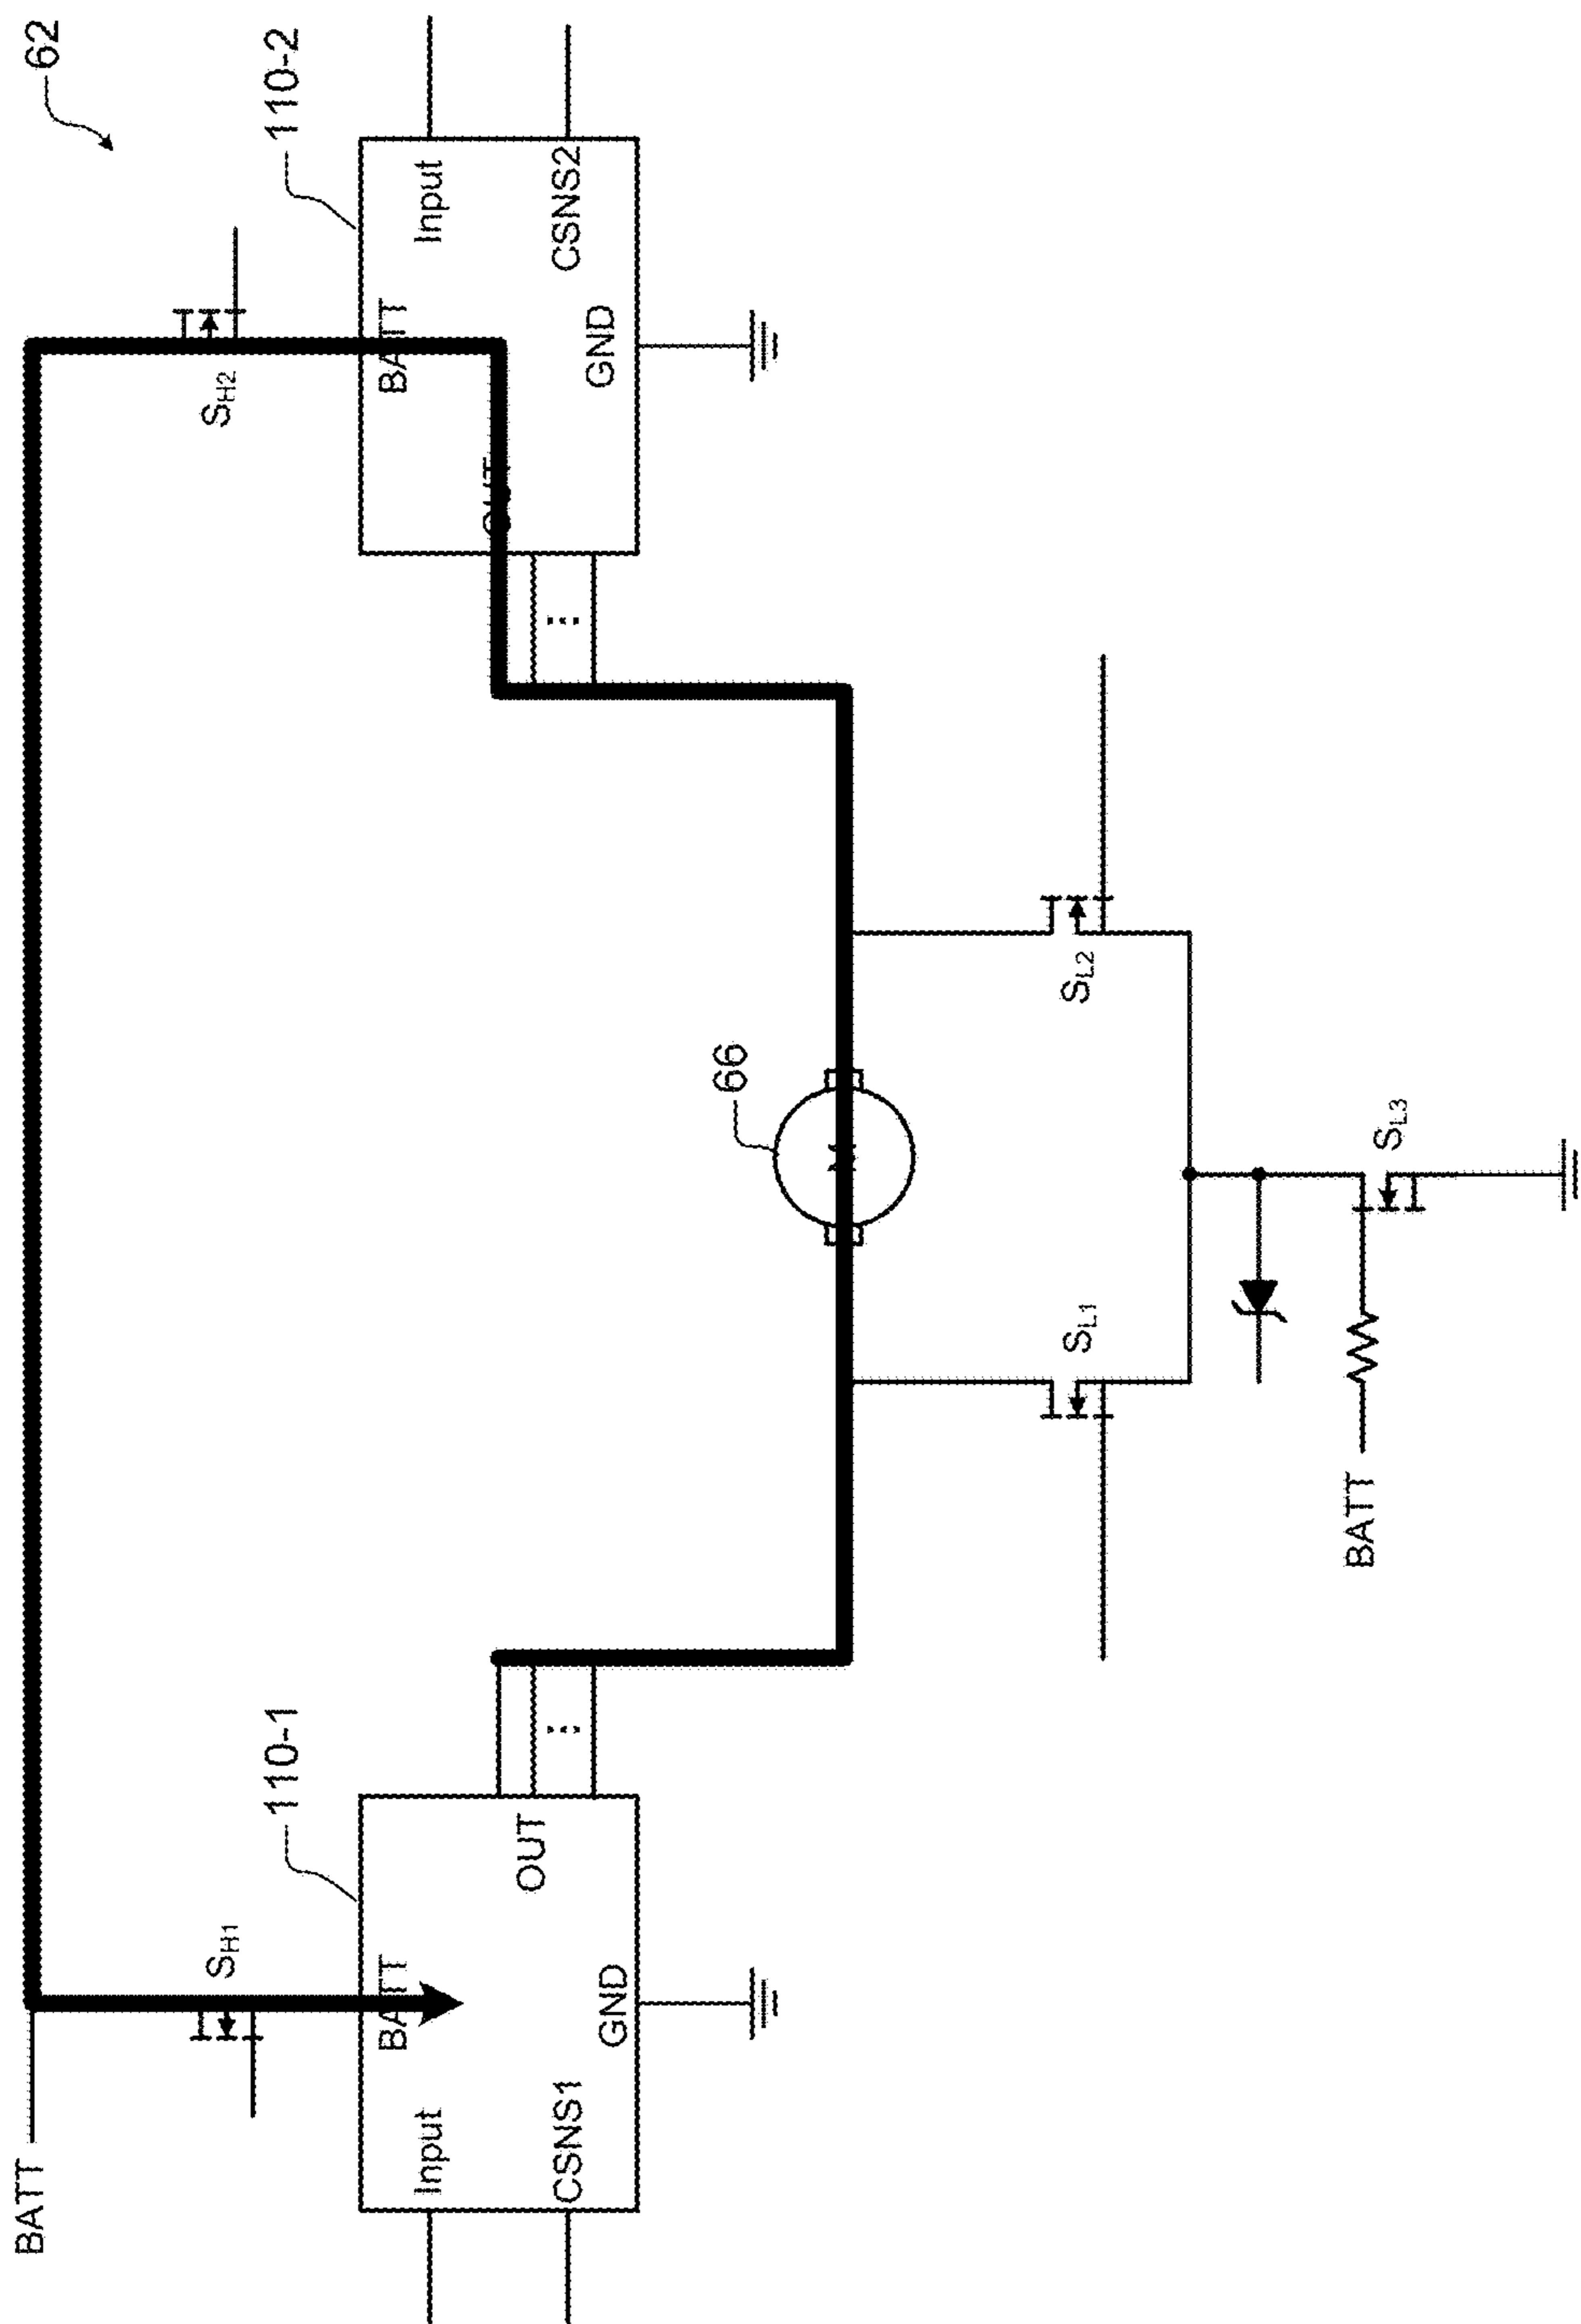 62
BATT
SH1
SH2
110-1
110-2
BATT
Input
CSNS1
OUT
GND
BATT
Input
CSNS2
OUT
GND
66
SL1
SL2
BATT
SL3